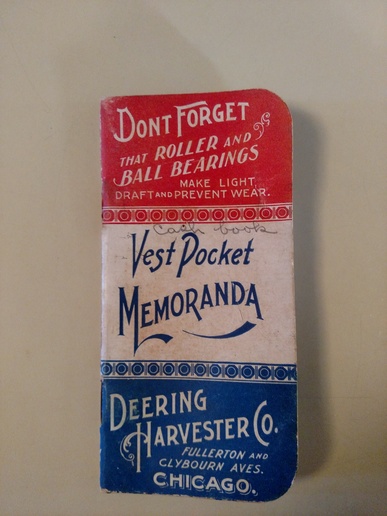 DONT FORGET
THAT ROLLER AND
BALL BEARINGS
MAKE LIGHT
DRAFT AND PREVENT WEAR.
Cash book
Vest Pocket
MEMORANDA
DEERING
HARVESTER CO.
FULLERTON AND
CLYBOURN AVES.
CHICAGO.